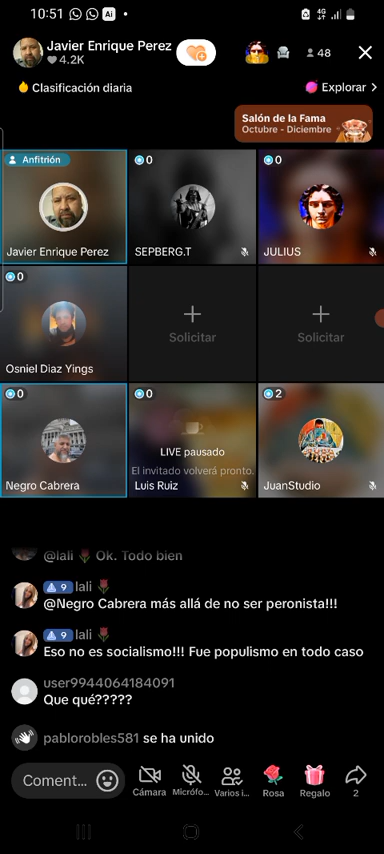 10:51
Ai
4G
Javier Enrique Perez
4.2K
48
Clasificación diaria
Explorar
Salón de la Fama
Octubre - Diciembre
Anfitrión
Javier Enrique Perez
0
SEPBERG.T
0
JULIUS
0
Osniel Diaz Yings
Solicitar
Solicitar
0
Negro Cabrera
0
LIVE pausado
El invitado volverá pronto.
Luis Ruiz
2
JuanStudio
@lali 🌹 Ok. Todo bien
9 lali 🌹
@Negro Cabrera más allá de no ser peronista!!!
9 lali 🌹
Eso no es socialismo!!! Fue populismo en todo caso
user9944064184091
Que qué?????
pablorobles581 se ha unido
Coment...
Cámara
Micrófo...
Varios i...
Rosa
Regalo
2